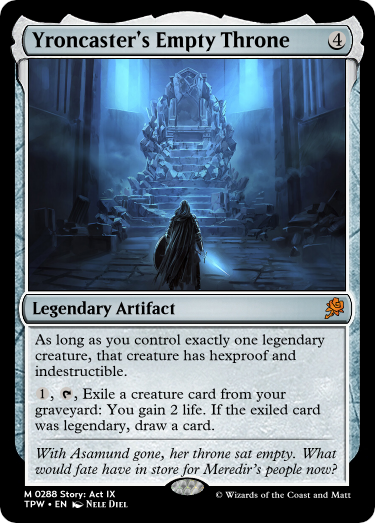 Yroncaster's Empty Throne 4
Legendary Artifact
As long as you control exactly one legendary
creature, that creature has hexproof and
indestructible.
1, , Exile a creature card from your
graveyard: You gain 2 life. If the exiled card
was legendary, draw a card.
With Asamund gone, her throne sat empty. What
would fate have in store for Meredir's people now?
M 0288 Story: Act IX
TPW • EN Nele Diel
© Wizards of the Coast and Matt